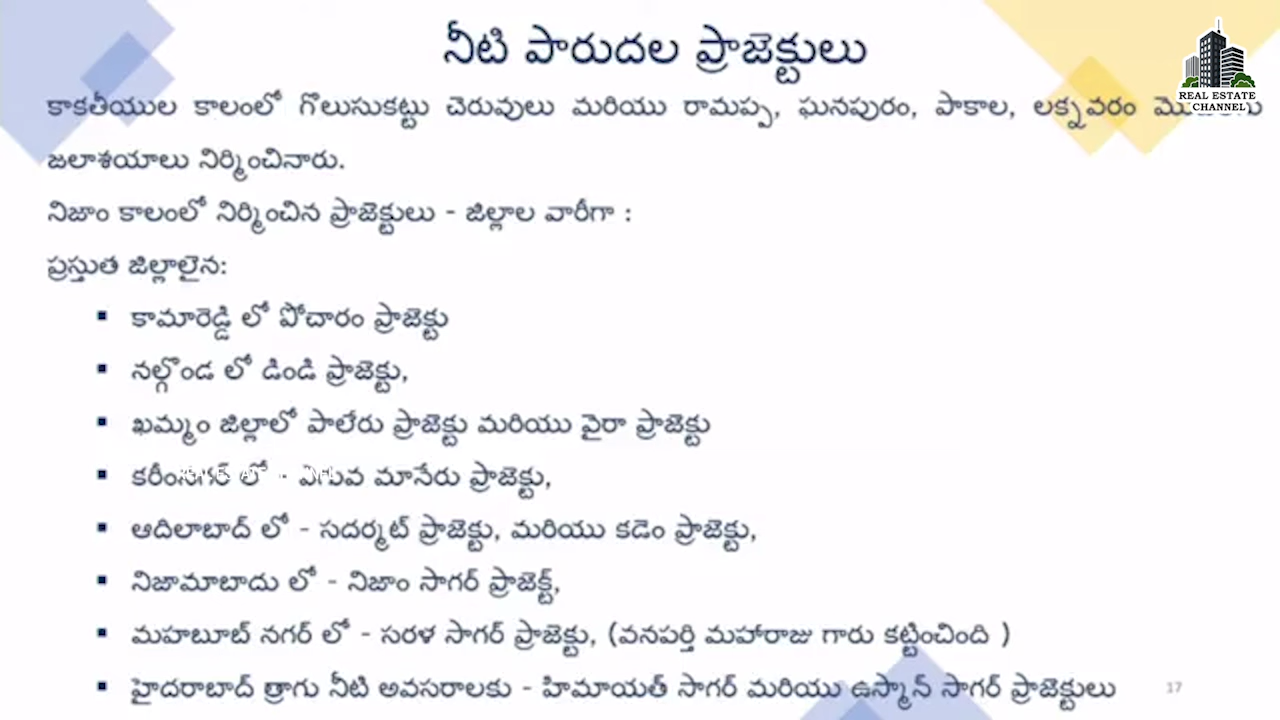 నీటి పారుదల ప్రాజెక్టులు
REAL ESTATE
CHANNEL
కాకతీయుల కాలంలో గొలుసుకట్టు చెరువులు మరియు రామప్ప, ఘనపురం, పాకాల, లక్నవరం
జలాశయాలు నిర్మించినారు.
నిజాం కాలంలో నిర్మించిన ప్రాజెక్టులు - జిల్లాల వారీగా :
ప్రస్తుత జిల్లాలైన:
▪ కామారెడ్డి లో పోచారం ప్రాజెక్టు
▪ నల్గొండ లో డిండి ప్రాజెక్టు,
▪ ఖమ్మం జిల్లాలో పాలేరు ప్రాజెక్టు మరియు వైరా ప్రాజెక్టు
▪ కరీంనగర్ లో - ఎగువ మానేరు ప్రాజెక్టు,
▪ ఆదిలాబాద్ లో - సదర్మట్ ప్రాజెక్టు, మరియు కడెం ప్రాజెక్టు,
▪ నిజామాబాదు లో - నిజాం సాగర్ ప్రాజెక్ట్,
▪ మహబూబ్ నగర్ లో - సరళ సాగర్ ప్రాజెక్టు, (వనపర్తి మహారాజు గారు కట్టించింది )
▪ హైదరాబాద్ త్రాగు నీటి అవసరాలకు - హిమాయత్ సాగర్ మరియు ఉస్మాన్ సాగర్ ప్రాజెక్టులు
17